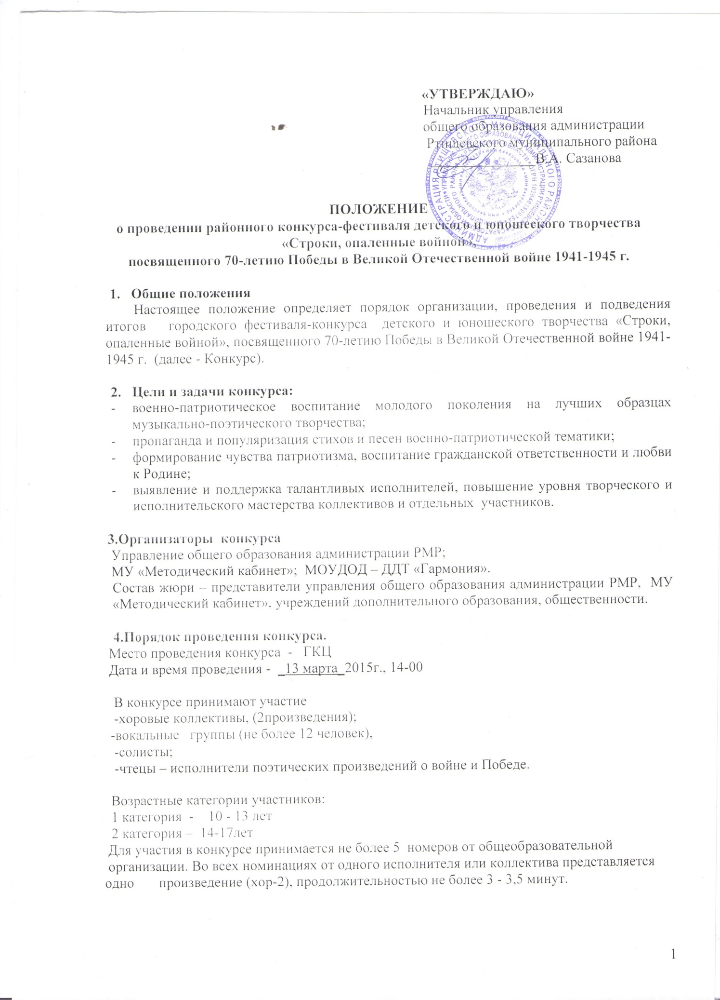 «УТВЕРЖДАЮ»
Начальник управления
общего образования администрации
Ртищевского муниципального района
_______________В.А. Сазанова
ПОЛОЖЕНИЕ
о проведении районного конкурса-фестиваля детского и юношеского творчества
«Строки, опаленные войной»,
посвященного 70-летию Победы в Великой Отечественной войне 1941-1945 г.
1. Общие положения
Настоящее положение определяет порядок организации, проведения и подведения
итогов городского фестиваля-конкурса детского и юношеского творчества «Строки,
опаленные войной», посвященного 70-летию Победы в Великой Отечественной войне 1941-
1945 г. (далее - Конкурс).
2. Цели и задачи конкурса:
- военно-патриотическое воспитание молодого поколения на лучших образцах
музыкально-поэтического творчества;
- пропаганда и популяризация стихов и песен военно-патриотической тематики;
- формирование чувства патриотизма, воспитание гражданской ответственности и любви
к Родине;
- выявление и поддержка талантливых исполнителей, повышение уровня творческого и
исполнительского мастерства коллективов и отдельных участников.
3.Организаторы конкурса
Управление общего образования администрации РМР;
МУ «Методический кабинет»; МОУДОД – ДДТ «Гармония».
Состав жюри – представители управления общего образования администрации РМР, МУ
«Методический кабинет», учреждений дополнительного образования, общественности.
4.Порядок проведения конкурса.
Место проведения конкурса - ГКЦ
Дата и время проведения - _13 марта_2015г., 14-00
В конкурсе принимают участие
-хоровые коллективы, (2произведения);
-вокальные группы (не более 12 человек),
-солисты;
-чтецы – исполнители поэтических произведений о войне и Победе.
Возрастные категории участников:
1 категория - 10 - 13 лет
2 категория – 14-17лет
Для участия в конкурсе принимается не более 5 номеров от общеобразовательной
организации. Во всех номинациях от одного исполнителя или коллектива представляется
одно произведение (хор-2), продолжительностью не более 3 - 3,5 минут.
1